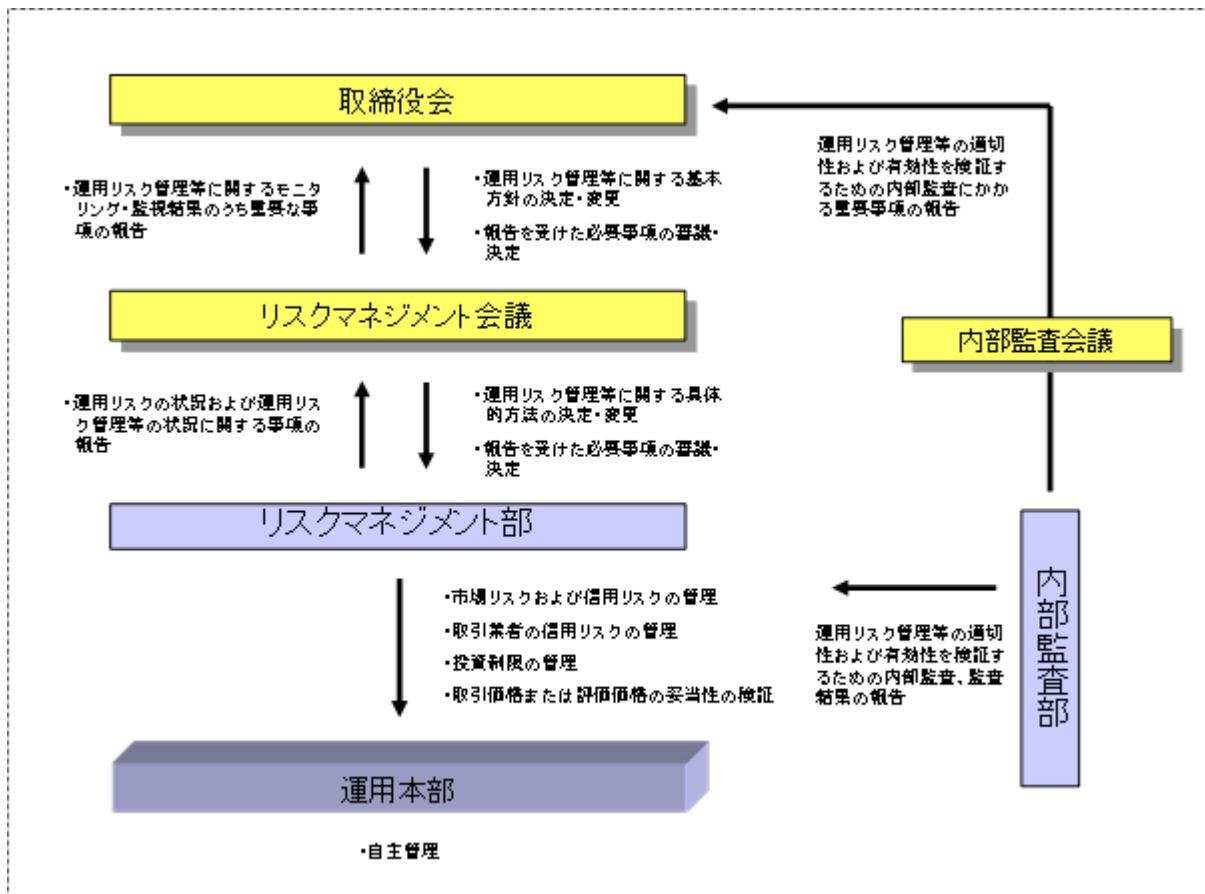 取締役会
・運用リスク管理等に関するモニ
タリング・監視結果のうち重要な事
項の報告
・運用リスク管理等に関する基本
方針の決定・変更
・報告を受けた必要事項の審議・
決定
運用リスク管理等の適切
性および有効性を検証す
るための内部監査にかか
る重要事項の報告
リスクマネジメント会議
内部監査会議
・運用リスクの状況および運用リス
ク管理等の状況に関する事項の
報告
・運用リスク管理等に関する具体
的方法の決定・変更
・報告を受けた必要事項の審議・
決定
リスクマネジメント部
・市場リスクおよび信用リスクの管理
・取引業者の信用リスクの管理
・投資制限の管理
・取引価格または評価価格の妥当性の検証
運用リスク管理等の適切
性および有効性を検証す
るための内部監査、監査
結果の報告
内部監査部
運用本部
・自主管理